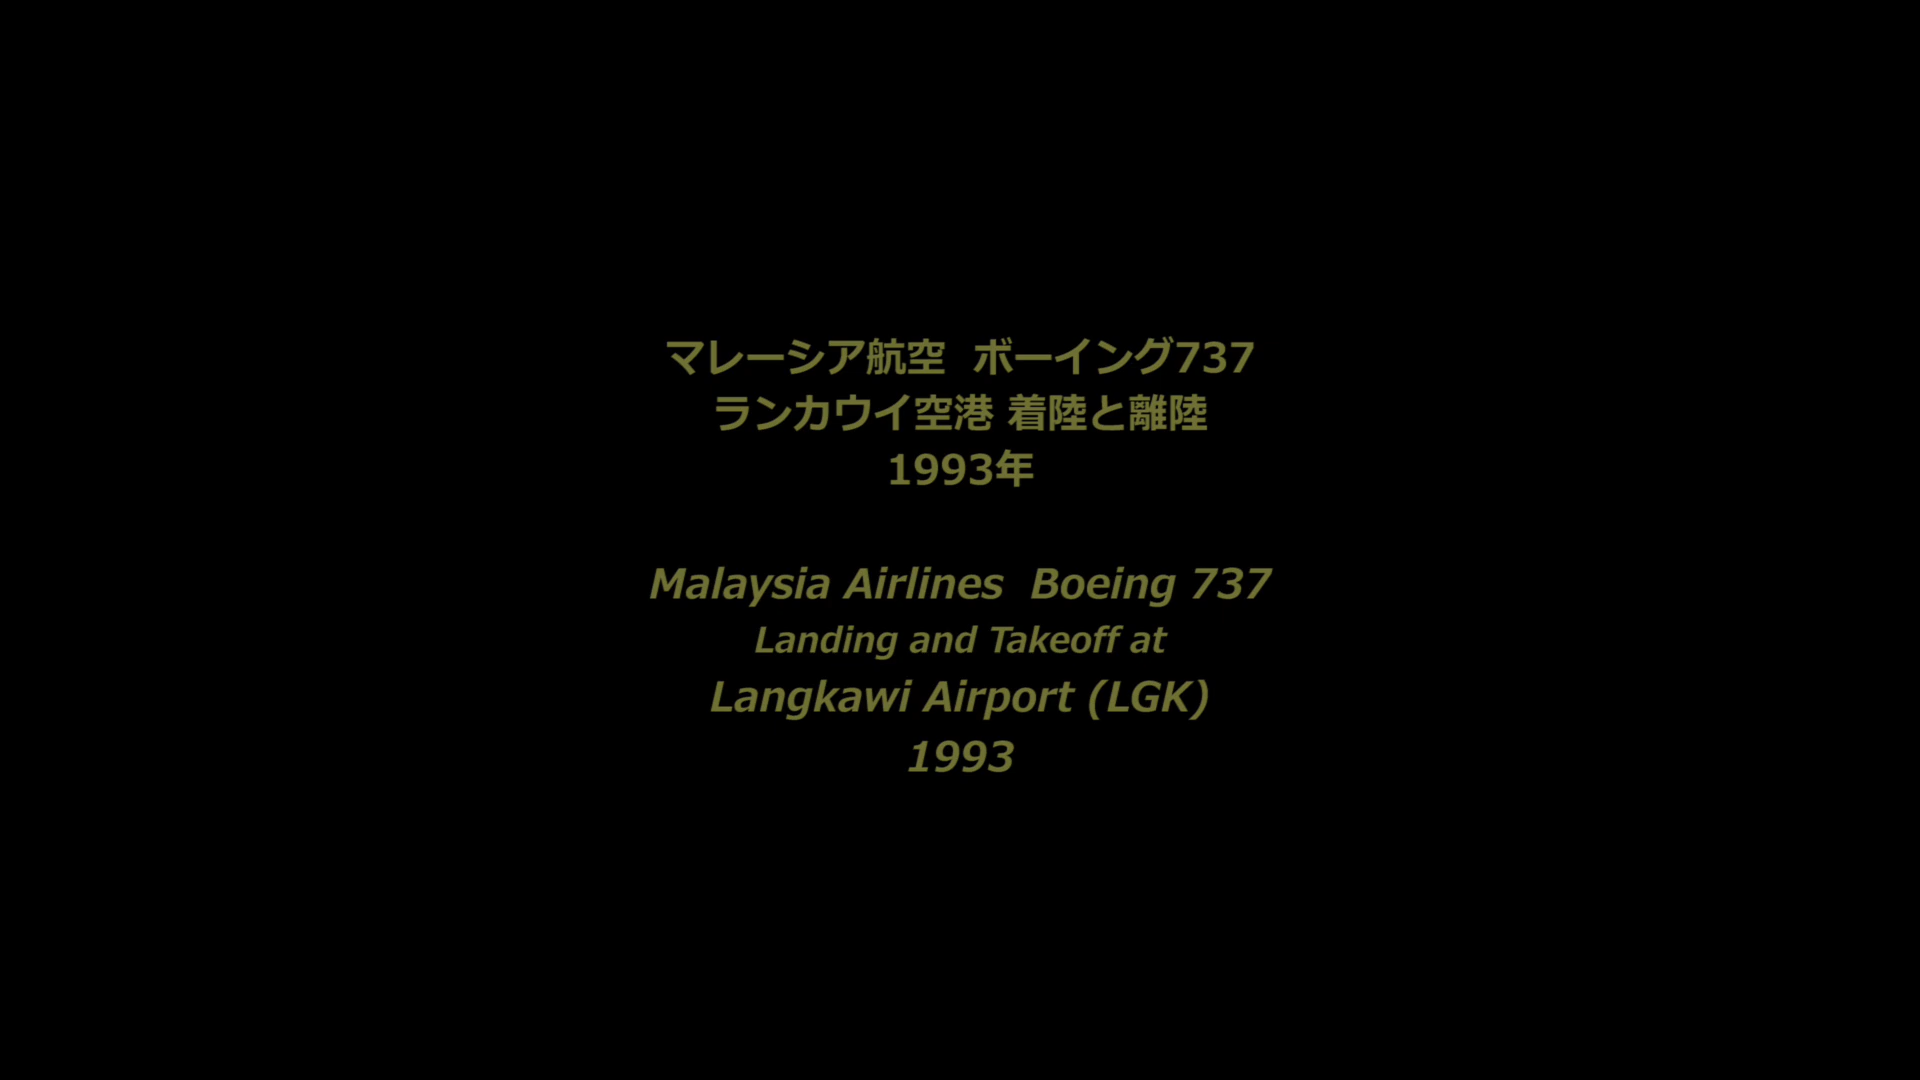 マレーシア航空 ボーイング737
ランカウイ空港 着陸と離陸
1993年
Malaysia Airlines Boeing 737
Landing and Takeoff at
Langkawi Airport (LGK)
1993